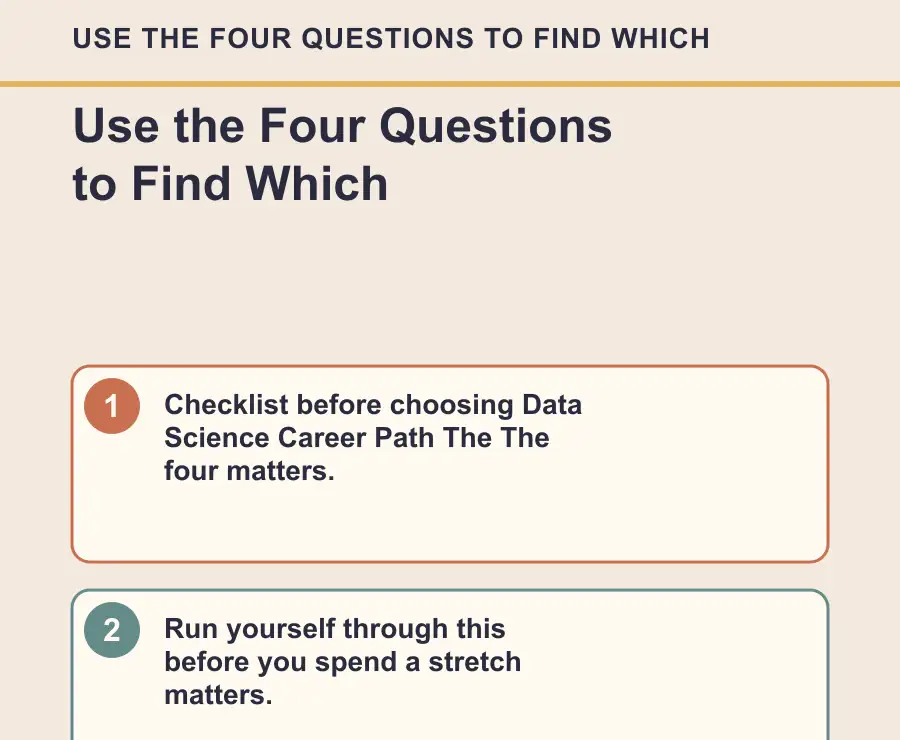 USE THE FOUR QUESTIONS TO FIND WHICH
Use the Four Questions
to Find Which
1
Checklist before choosing Data
Science Career Path The The
four matters.
2
Run yourself through this
before you spend a stretch
matters.